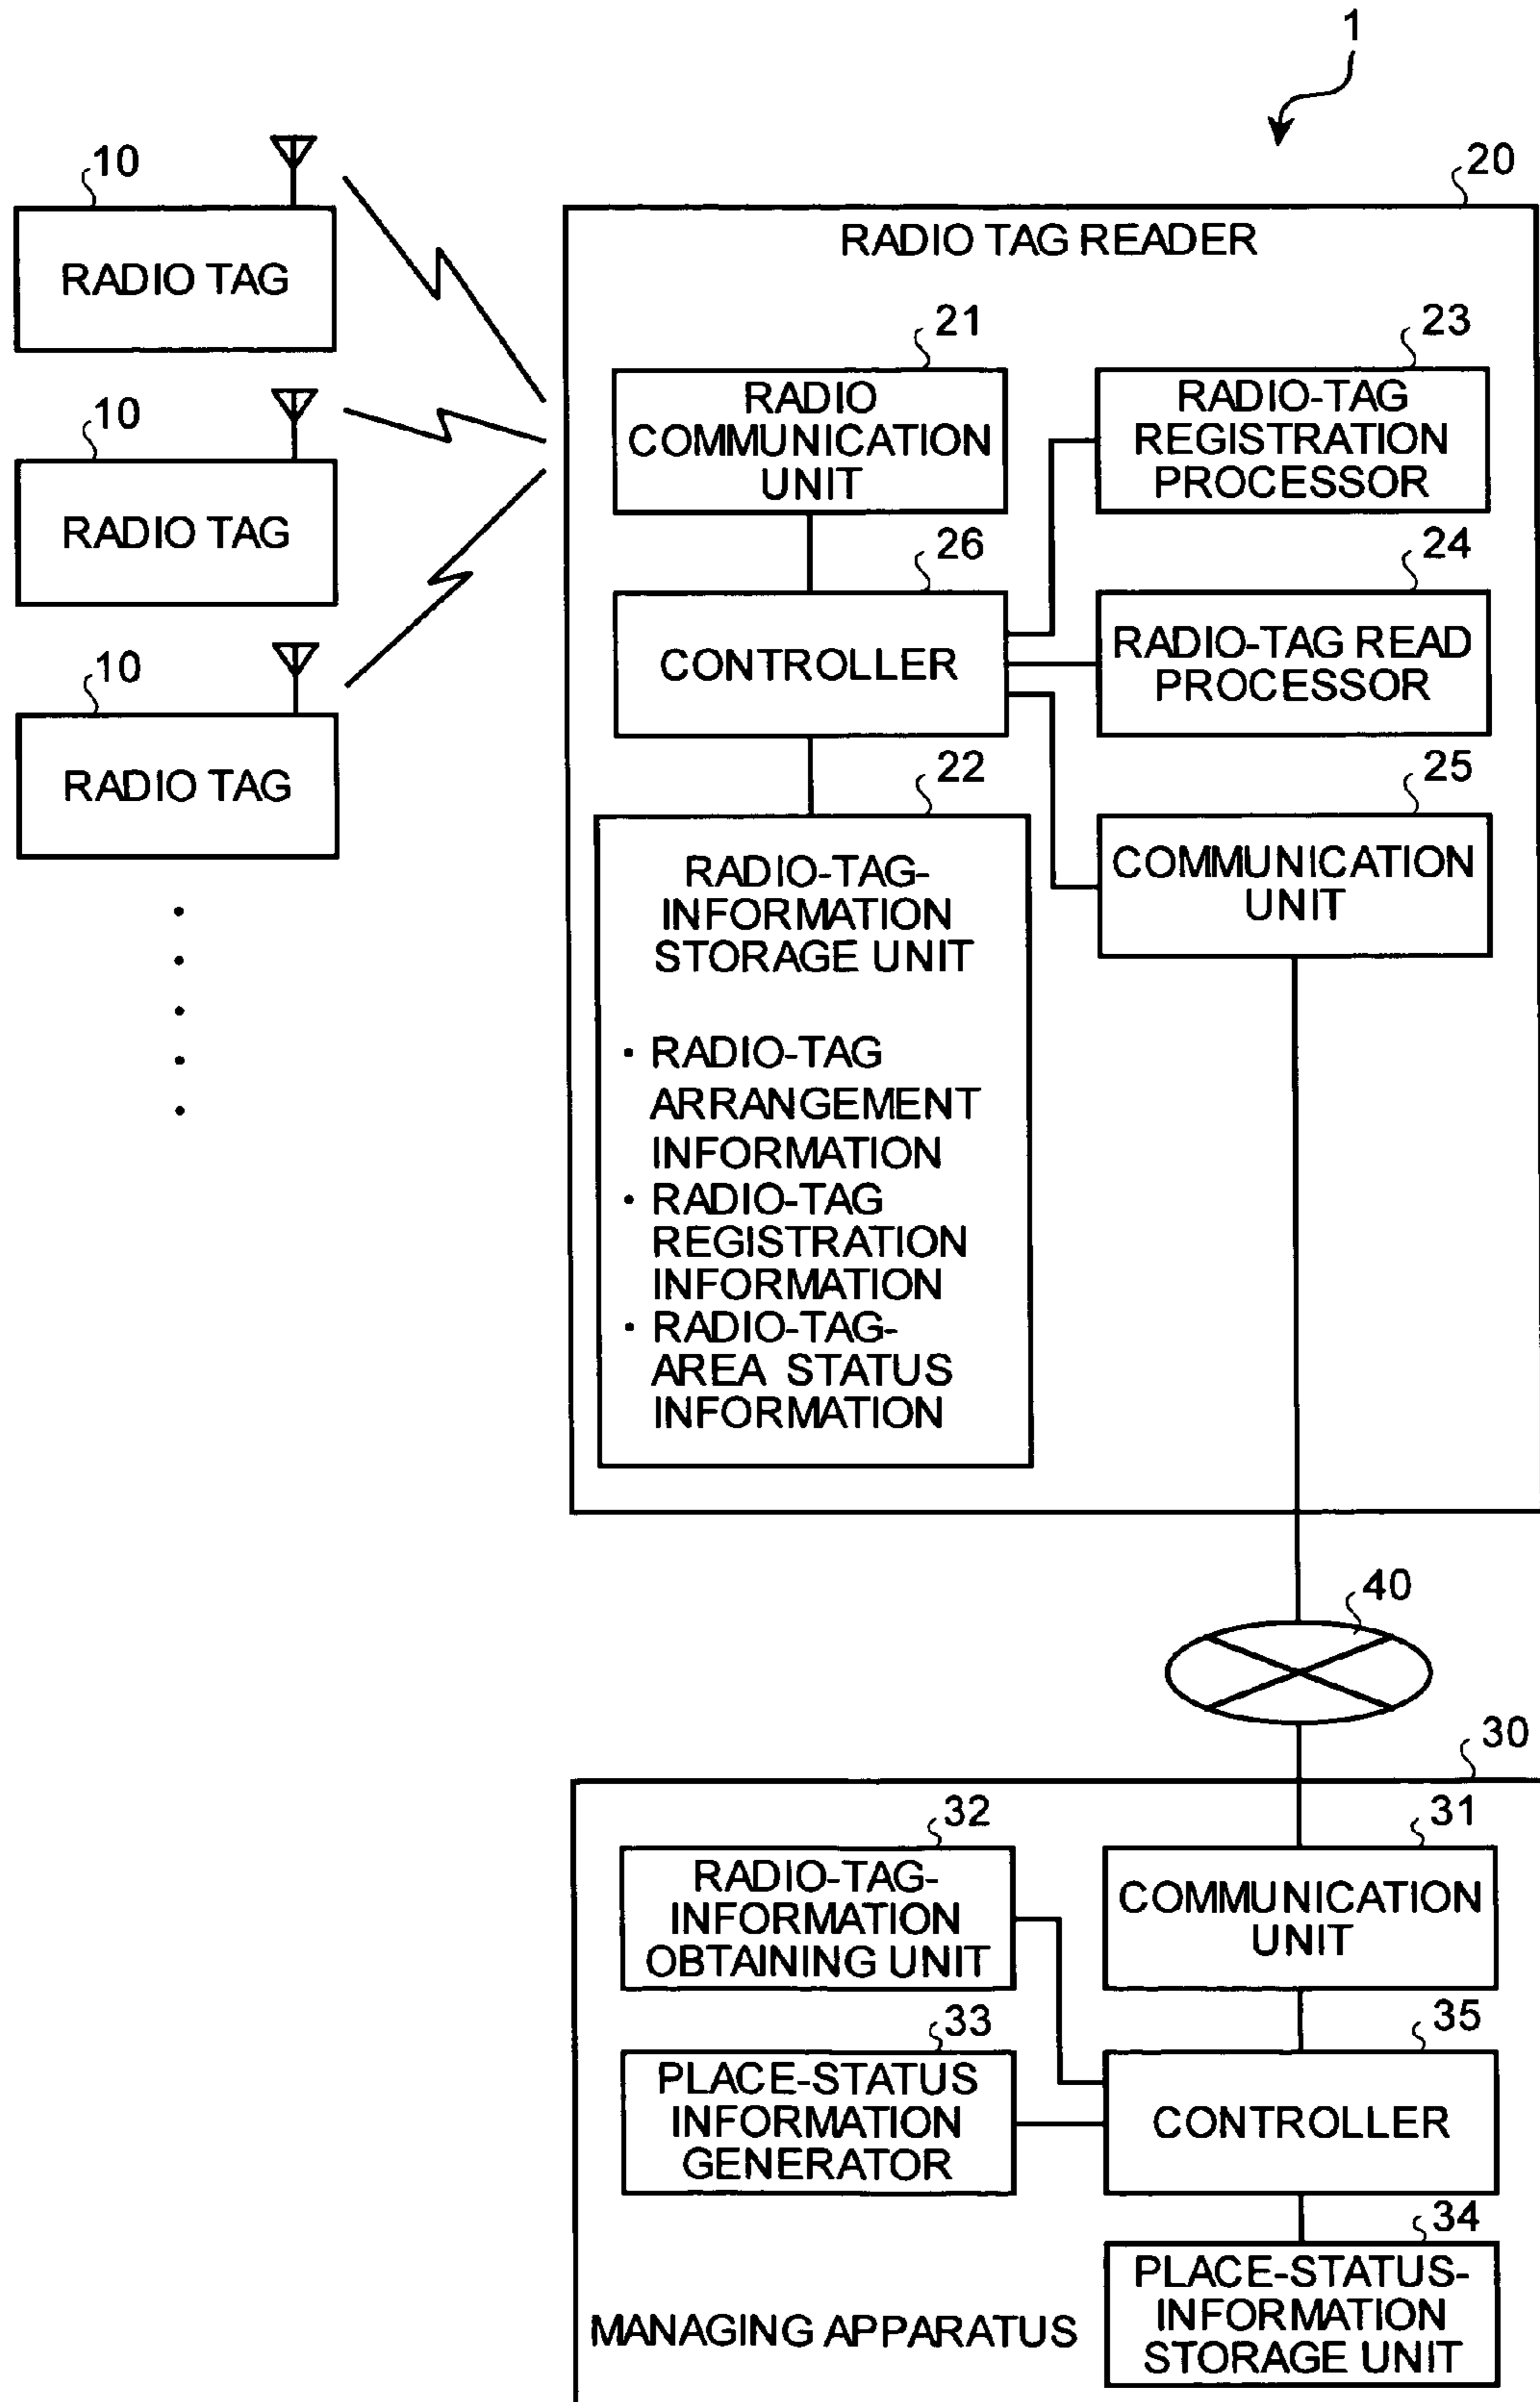 1
10
RADIO TAG
10
RADIO TAG
10
RADIO TAG
20
RADIO TAG READER
21
RADIO
COMMUNICATION
UNIT
23
RADIO-TAG
REGISTRATION
PROCESSOR
26
CONTROLLER
24
RADIO-TAG READ
PROCESSOR
22
RADIO-TAG-
INFORMATION
STORAGE UNIT
· RADIO-TAG
ARRANGEMENT
INFORMATION
· RADIO-TAG
REGISTRATION
INFORMATION
· RADIO-TAG-
AREA STATUS
INFORMATION
25
COMMUNICATION
UNIT
40
30
32
RADIO-TAG-
INFORMATION
OBTAINING UNIT
31
COMMUNICATION
UNIT
33
PLACE-STATUS
INFORMATION
GENERATOR
35
CONTROLLER
34
PLACE-STATUS-
INFORMATION
STORAGE UNIT
MANAGING APPARATUS